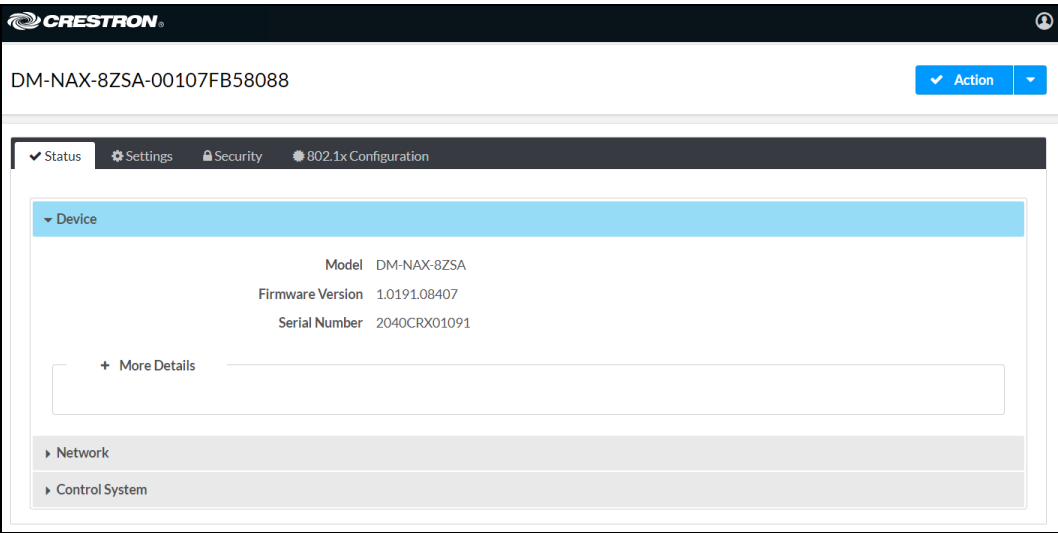 CRESTRON®
DM-NAX-8ZSA-00107FB58088
Action
Status Settings Security 802.1x Configuration
Device
Model DM-NAX-8ZSA
Firmware Version 1.0191.08407
Serial Number 2040CRX01091
+ More Details
Network
Control System